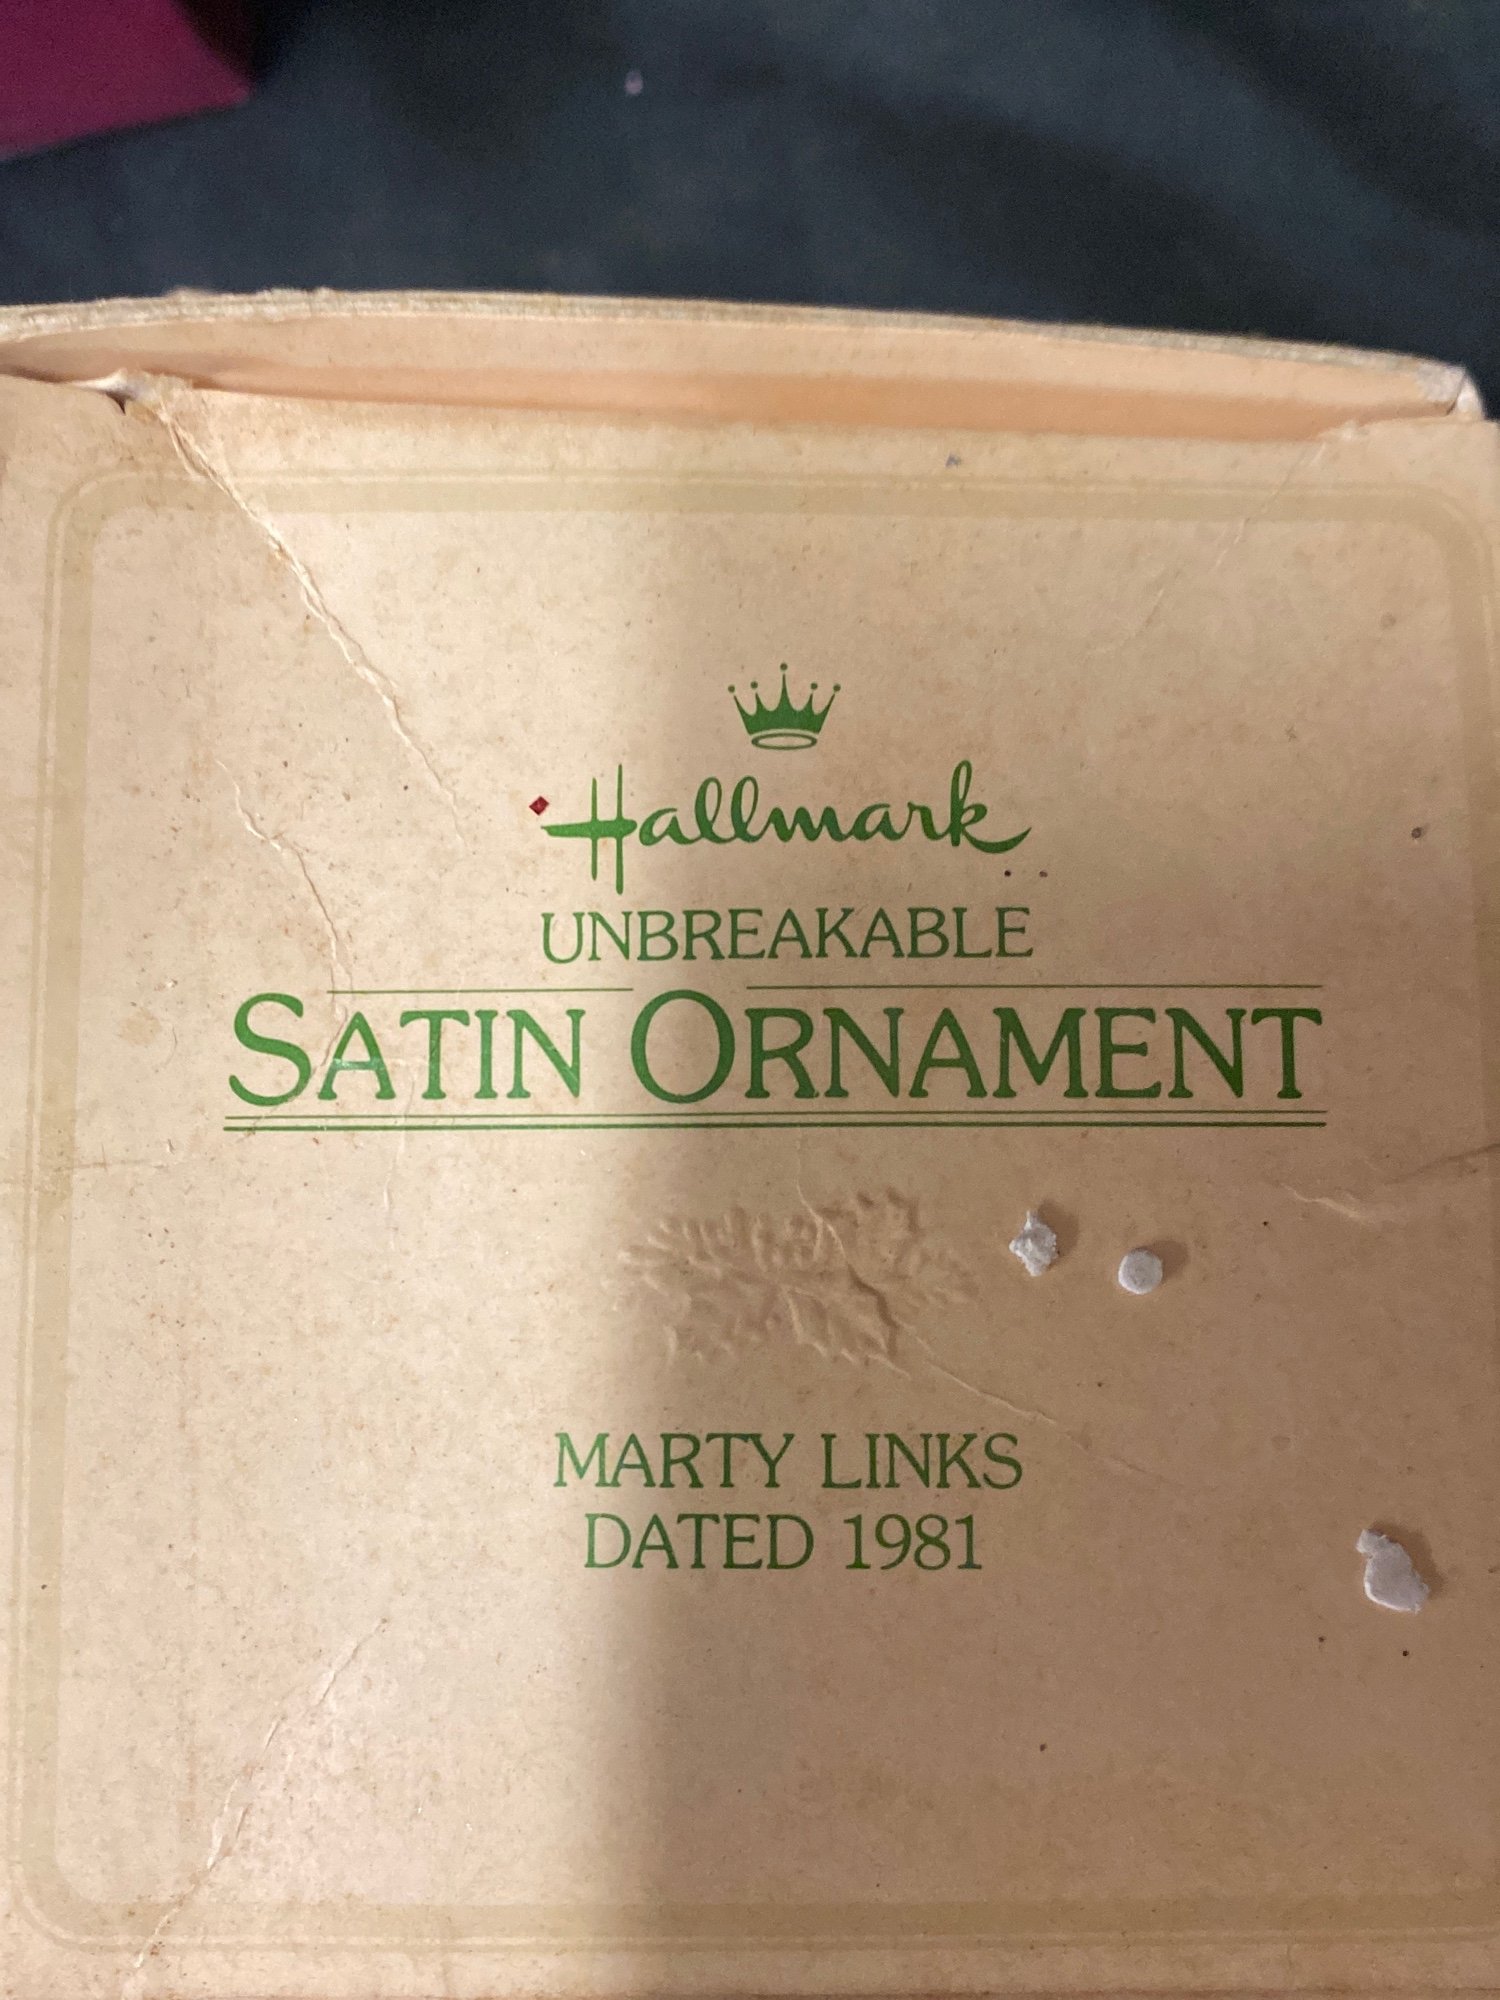 Hallmark
UNBREAKABLE
SATIN ORNAMENT
MARTY LINKS
DATED 1981